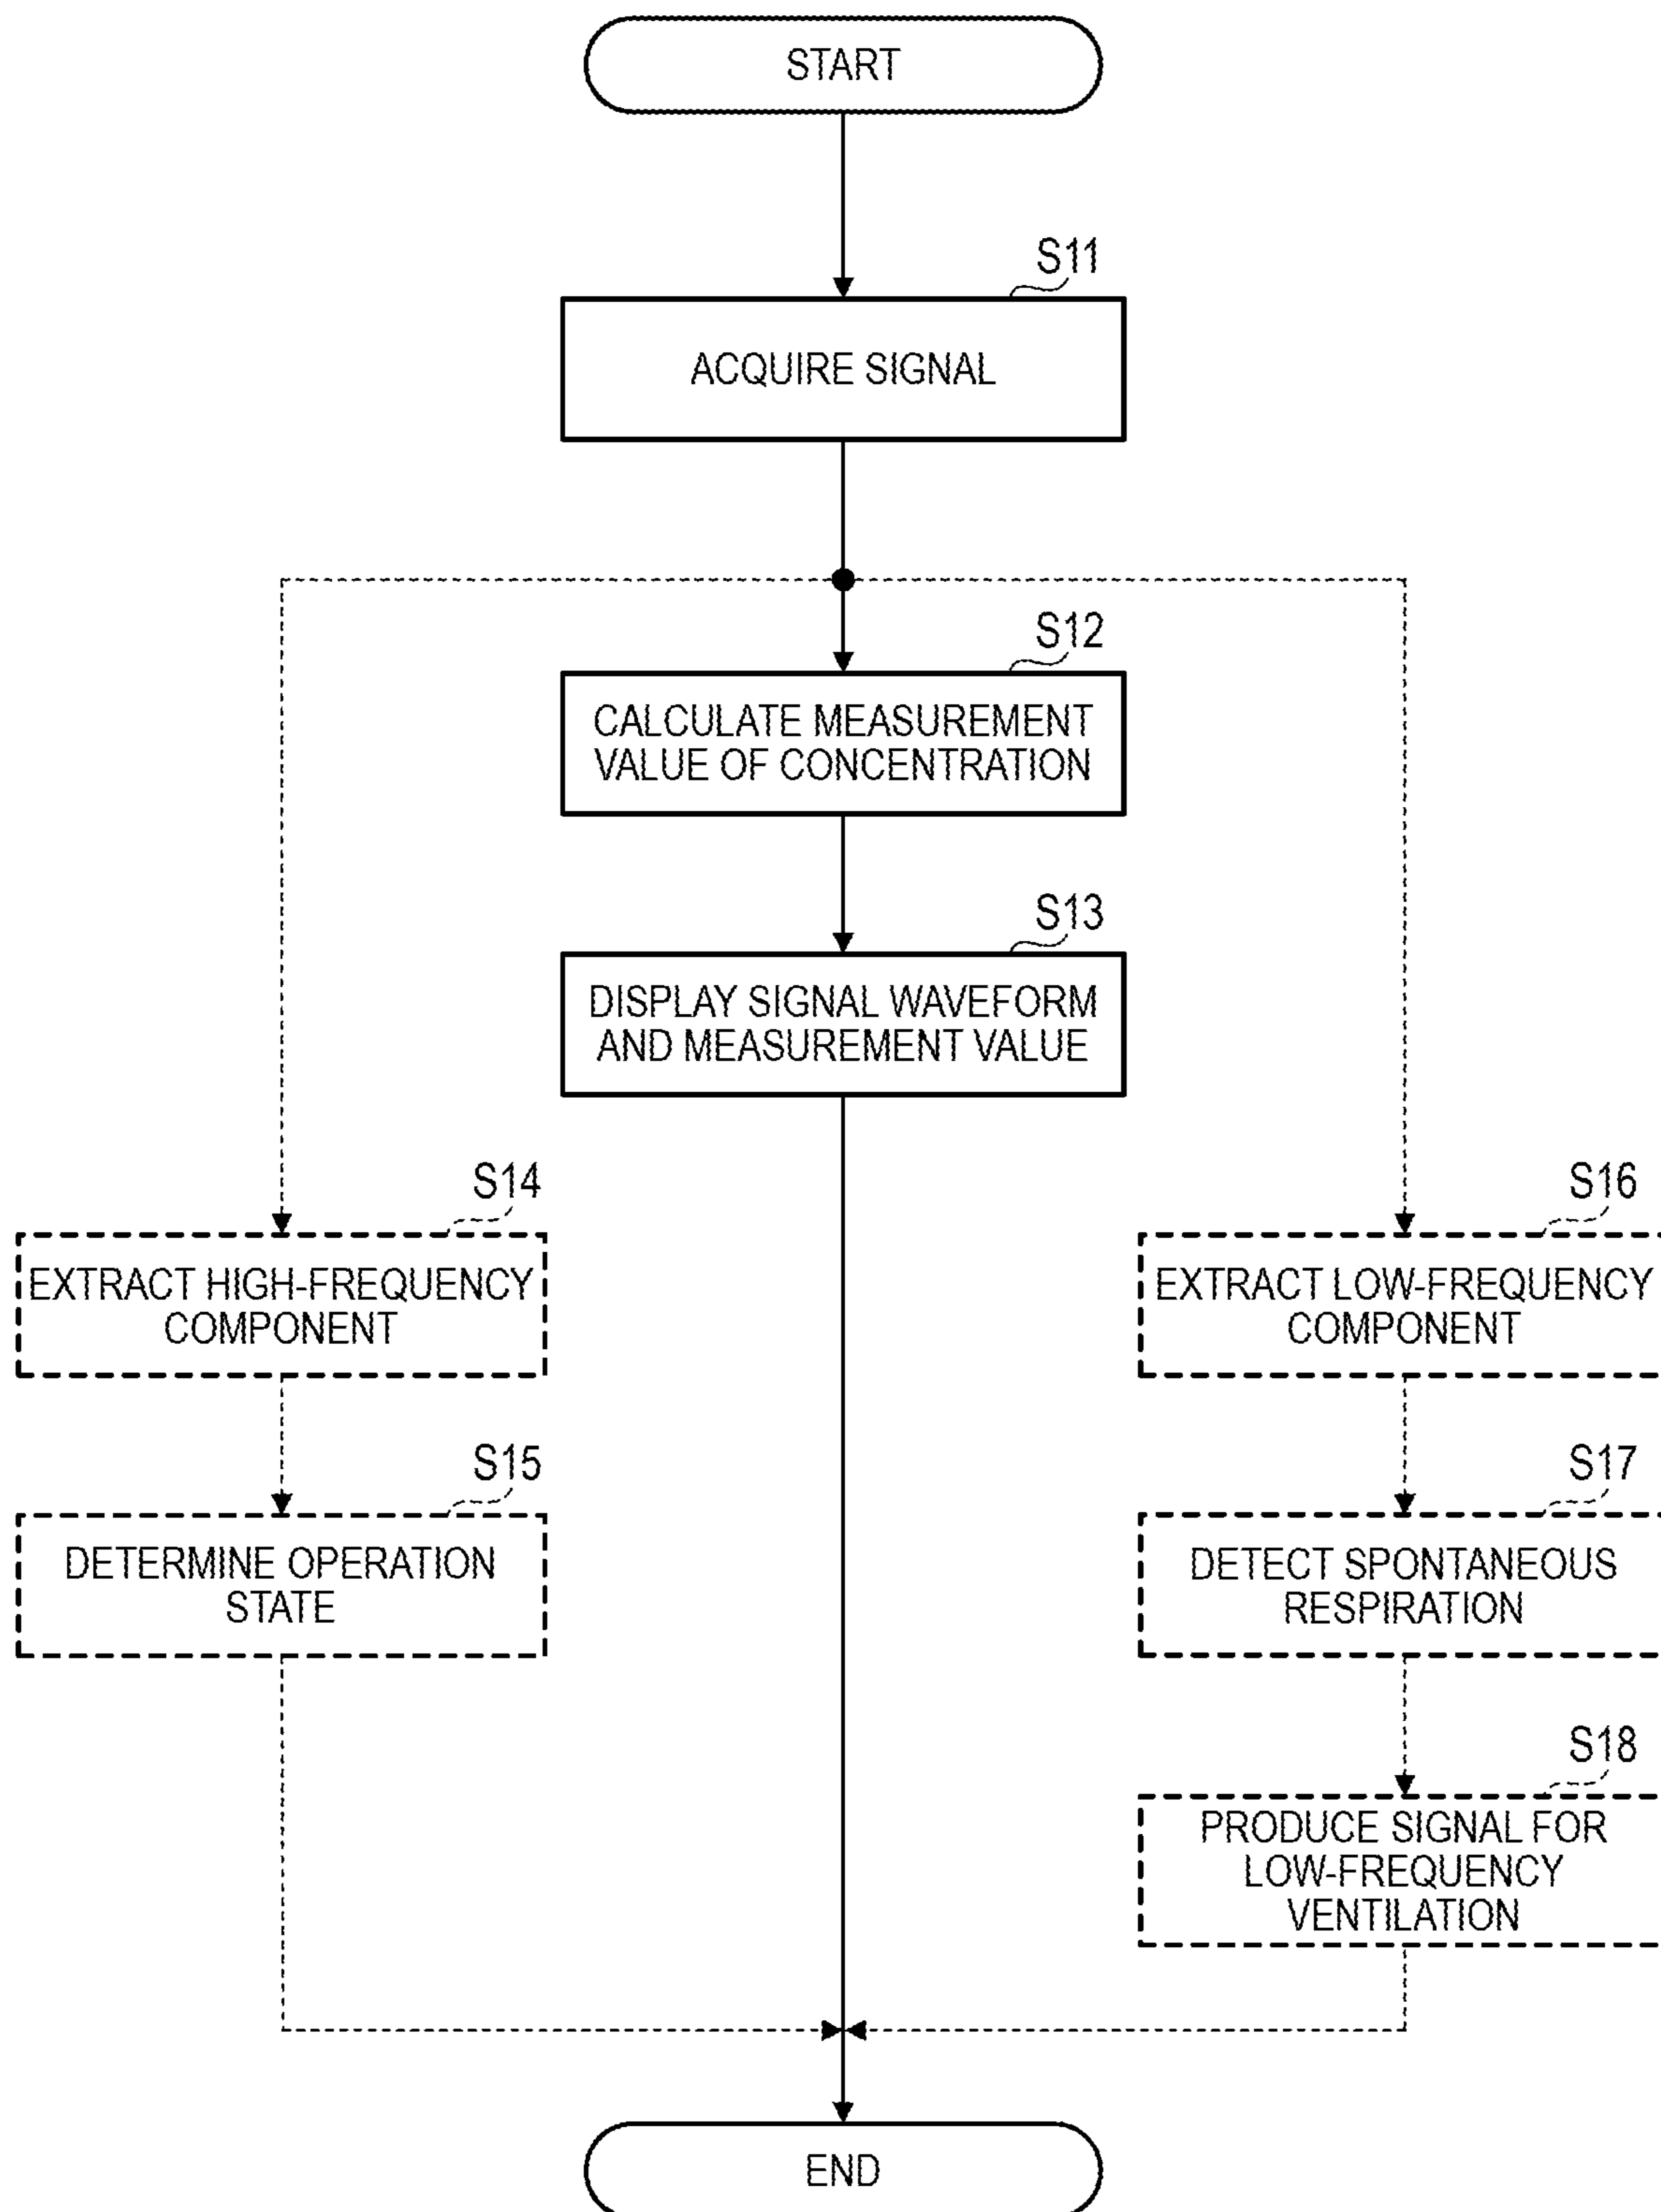 START
S11
ACQUIRE SIGNAL
S12
CALCULATE MEASUREMENT
VALUE OF CONCENTRATION
S13
DISPLAY SIGNAL WAVEFORM
AND MEASUREMENT VALUE
S14
EXTRACT HIGH-FREQUENCY
COMPONENT
S15
DETERMINE OPERATION
STATE
S16
EXTRACT LOW-FREQUENCY
COMPONENT
S17
DETECT SPONTANEOUS
RESPIRATION
S18
PRODUCE SIGNAL FOR
LOW-FREQUENCY
VENTILATION
END